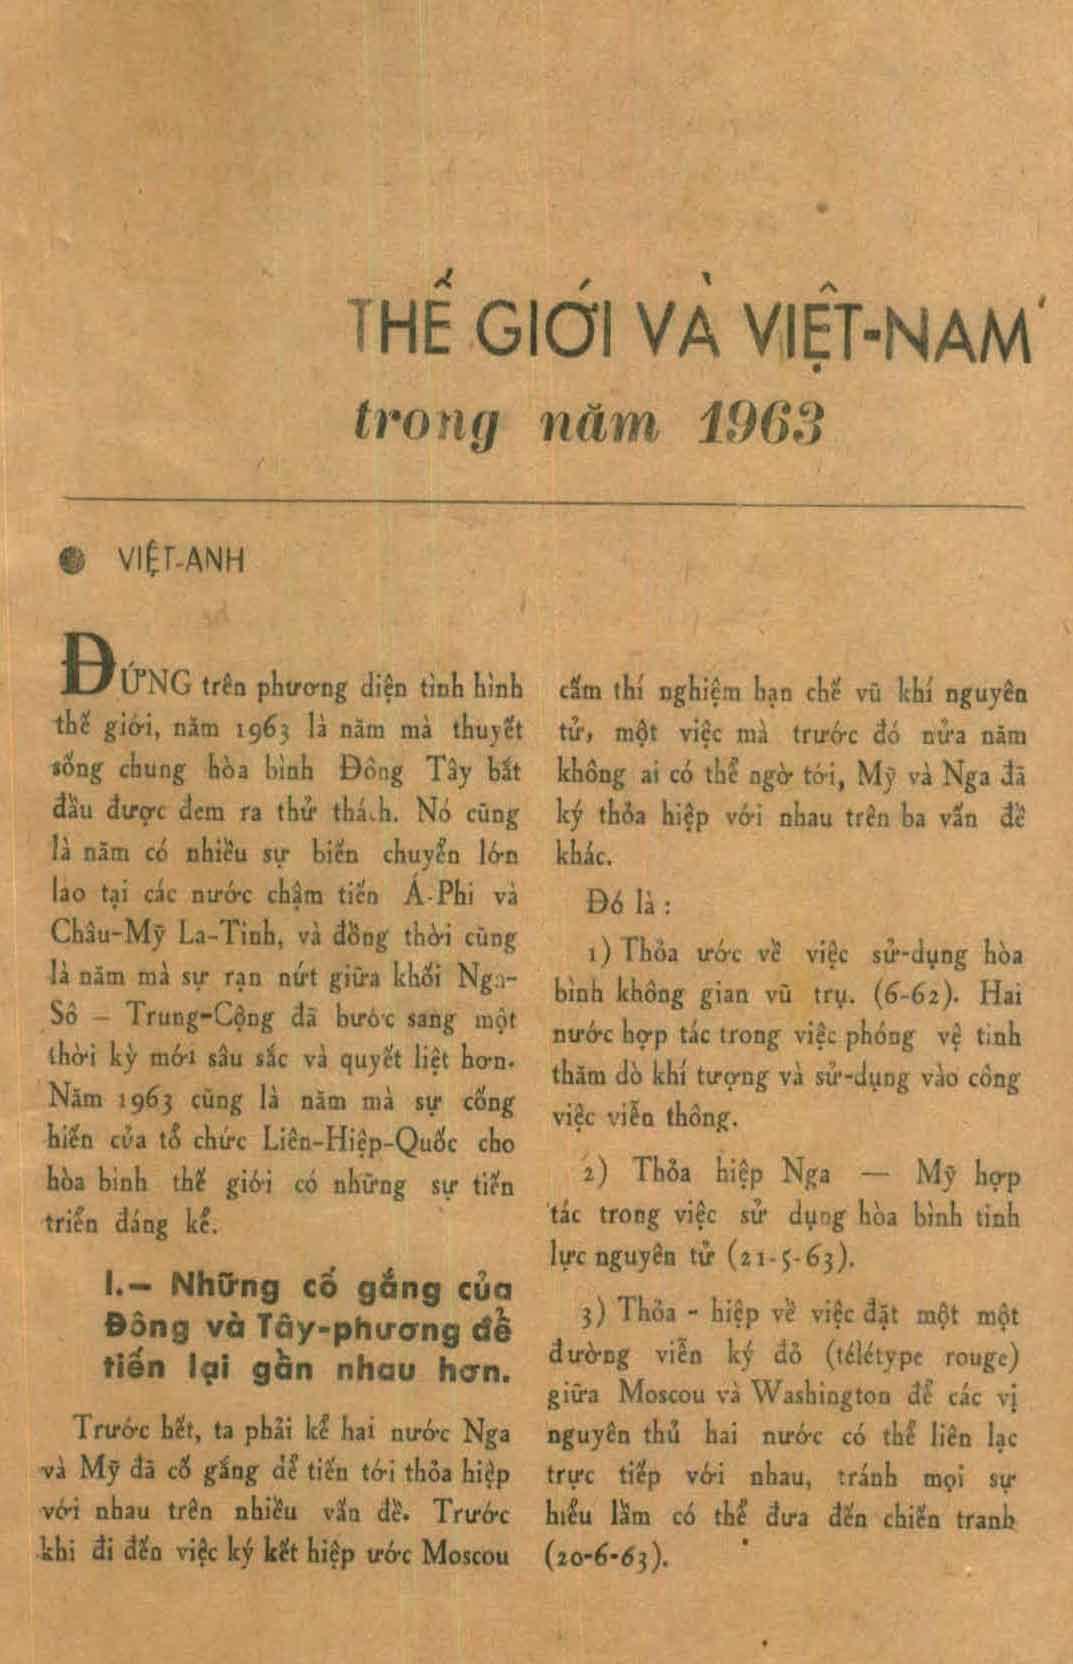 THẾ GIỚI VÀ VIỆT-NAM
trong năm 1963
● VIỆT-ANH
ĐỨNG trên phương diện tình hình
thế giới, năm 1963 là năm mà thuyết
sống chung hòa bình Đông Tây bắt
đầu được đem ra thử thách. Nó cũng
là năm có nhiều sự biến chuyển lớn
lao tại các nước chậm tiến Á-Phi và
Châu-Mỹ La-Tinh, và đồng thời cũng
là năm mà sự rạn nứt giữa khối Nga-
Sô — Trung-Cộng đã bước sang một
thời kỳ mới sâu sắc và quyết liệt hơn.
Năm 1963 cũng là năm mà sự cống
hiến của tổ chức Liên-Hiệp-Quốc cho
hòa bình thế giới có những sự tiến
triển đáng kể.
I.— Những cố gắng của
Đông và Tây-phương để
tiến lại gần nhau hơn.
Trước hết, ta phải kể hai nước Nga
và Mỹ đã cố gắng để tiến tới thỏa hiệp
với nhau trên nhiều vấn đề. Trước
khi đi đến việc ký kết hiệp ước Moscou
cấm thí nghiệm hạn chế vũ khí nguyên
tử, một việc mà trước đó nửa năm
không ai có thể ngờ tới, Mỹ và Nga đã
ký thỏa hiệp với nhau trên ba vấn đề
khác.
Đó là :
1) Thỏa ước về việc sử-dụng hòa
bình không gian vũ trụ. (6-62). Hai
nước hợp tác trong việc phóng vệ tinh
thăm dò khí tượng và sử-dụng vào công
việc viễn thông.
2) Thỏa hiệp Nga — Mỹ hợp
tác trong việc sử dụng hòa bình tinh
lực nguyên tử (21-5-63).
3) Thỏa - hiệp về việc đặt một một
đường viễn ký đỏ (télétype rouge)
giữa Moscou và Washington để các vị
nguyên thủ hai nước có thể liên lạc
trực tiếp với nhau, tránh mọi sự
hiểu lầm có thể đưa đến chiến tranh
(20-6-63).